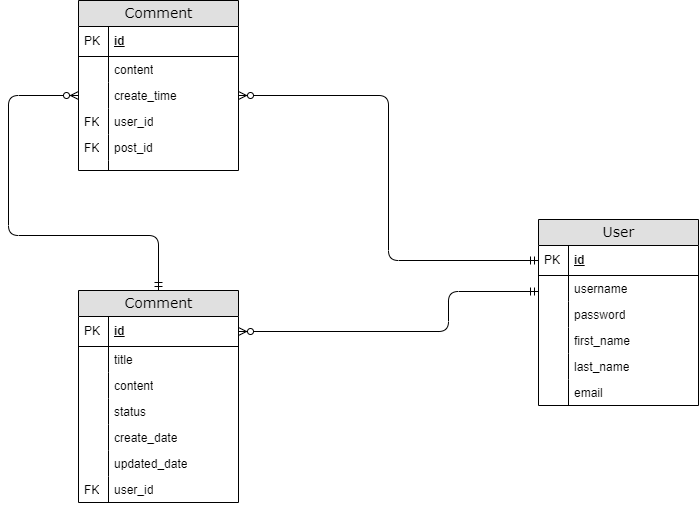 Comment
PK id
content
create_time
FK user_id
FK post_id
User
PK id
username
password
first_name
last_name
email
Comment
PK id
title
content
status
create_date
updated_date
FK user_id